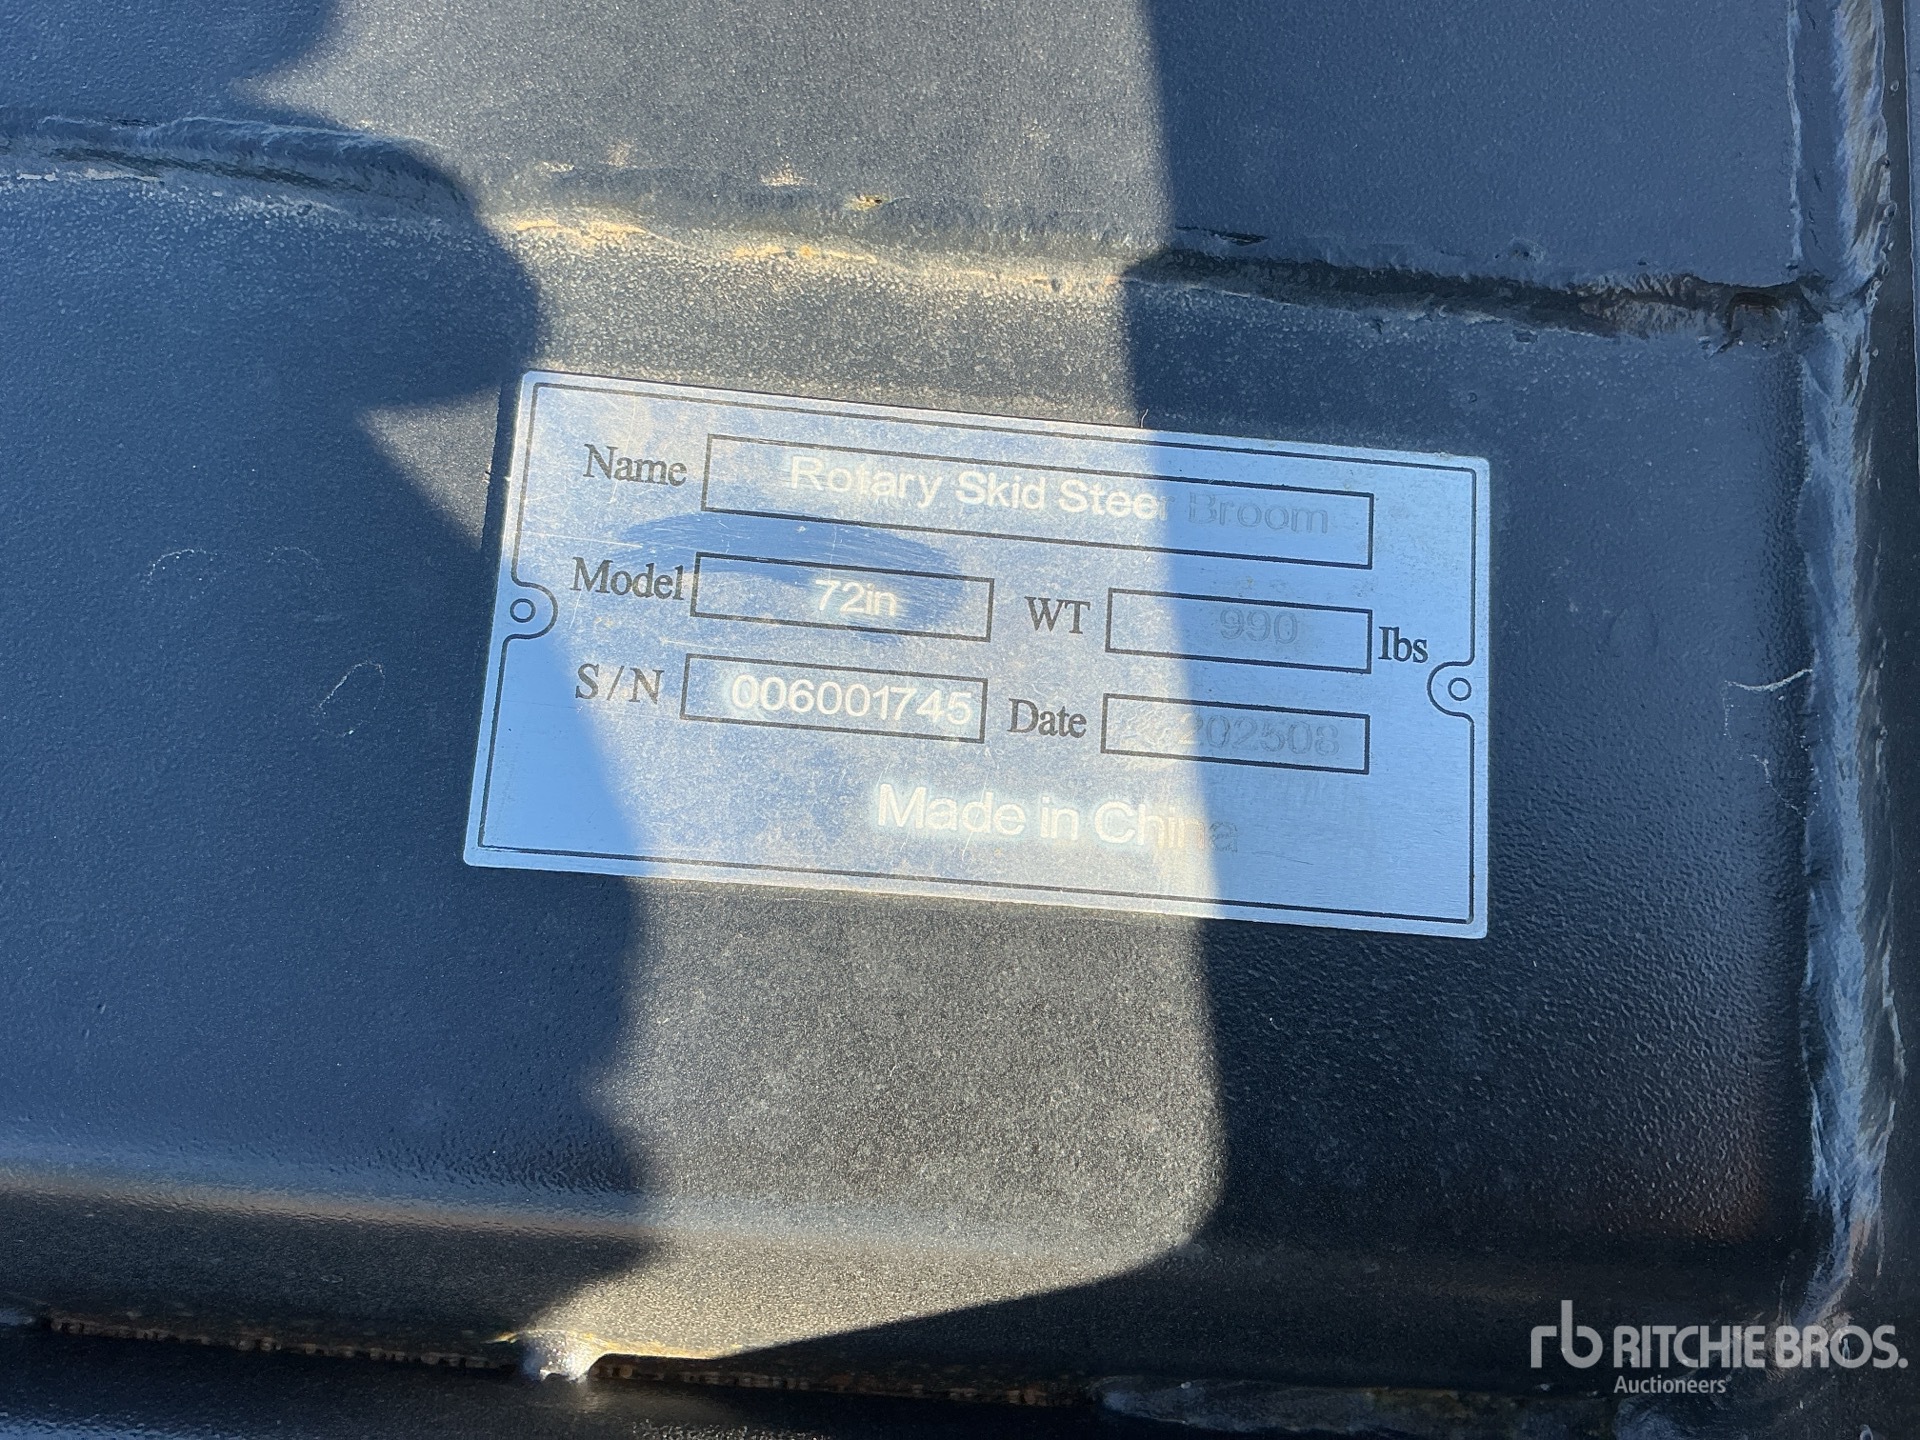 Name Rotary Skid Steer Broom
Model 72in WT 990 Ibs
S/N 006001745 Date 202508
Made in China
rb RITCHIE BROS.
Auctioneers